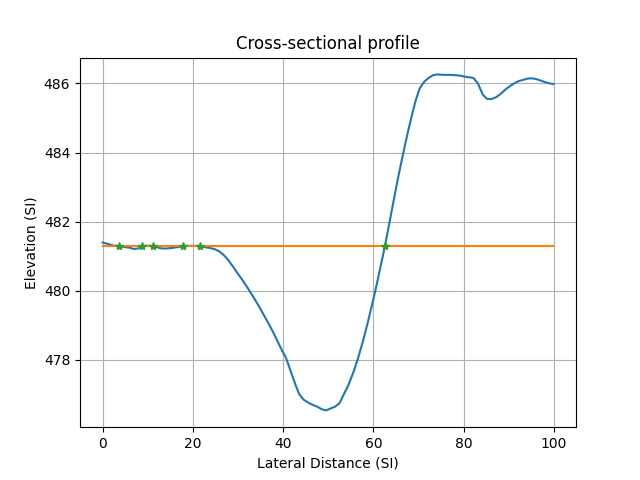 Cross-sectional profile
486
484
482
480
478
Elevation (SI)
0 20 40 60 80 100
Lateral Distance (SI)